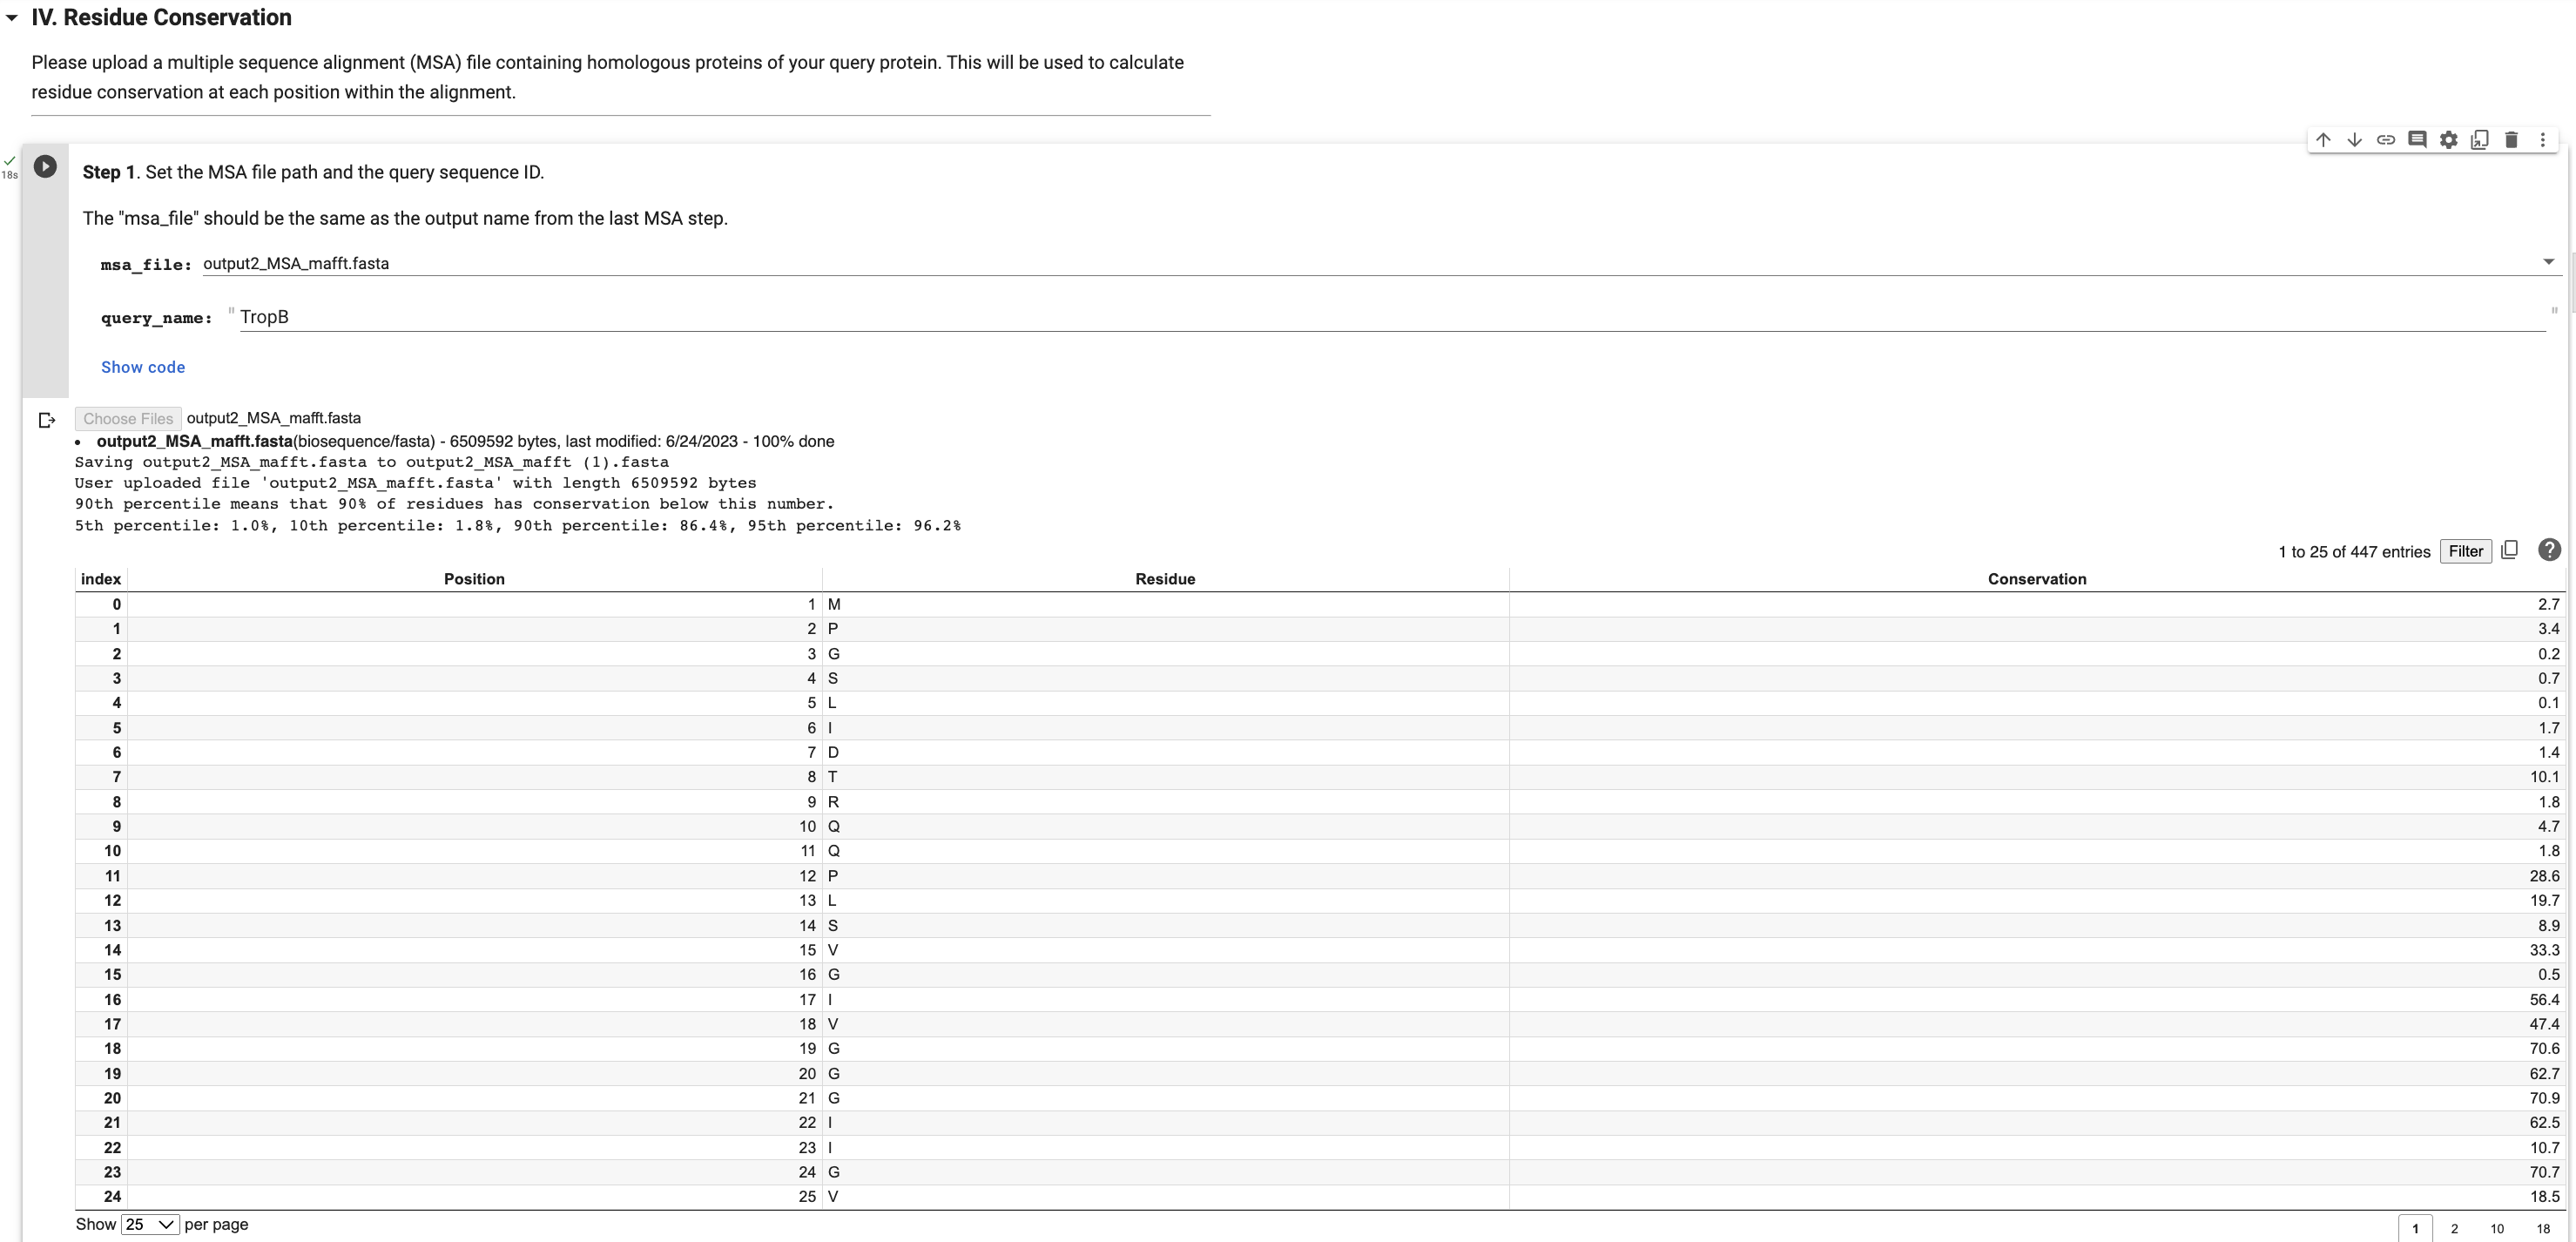 IV. Residue Conservation
Please upload a multiple sequence alignment (MSA) file containing homologous proteins of your query protein. This will be used to calculate
residue conservation at each position within the alignment.
18s
Step 1. Set the MSA file path and the query sequence ID.
The "msa_file" should be the same as the output name from the last MSA step.
msa_file: output2_MSA_mafft.fasta
query_name: " TropB "
Show code
Choose Files output2_MSA_mafft.fasta
• output2_MSA_mafft.fasta(biosequence/fasta) - 6509592 bytes, last modified: 6/24/2023 - 100% done
Saving output2_MSA_mafft.fasta to output2_MSA_mafft (1).fasta
User uploaded file 'output2_MSA_mafft.fasta' with length 6509592 bytes
90th percentile means that 90% of residues has conservation below this number.
5th percentile: 1.0%, 10th percentile: 1.8%, 90th percentile: 86.4%, 95th percentile: 96.2%
1 to 25 of 447 entries Filter ?
index Position Residue Conservation
0 1 M 2.7
1 2 P 3.4
2 3 G 0.2
3 4 S 0.7
4 5 L 0.1
5 6 I 1.7
6 7 D 1.4
7 8 T 10.1
8 9 R 1.8
9 10 Q 4.7
10 11 Q 1.8
11 12 P 28.6
12 13 L 19.7
13 14 S 8.9
14 15 V 33.3
15 16 G 0.5
16 17 I 56.4
17 18 V 47.4
18 19 G 70.6
19 20 G 62.7
20 21 G 70.9
21 22 I 62.5
22 23 I 10.7
23 24 G 70.7
24 25 V 18.5
Show 25 per page 1 2 10 18